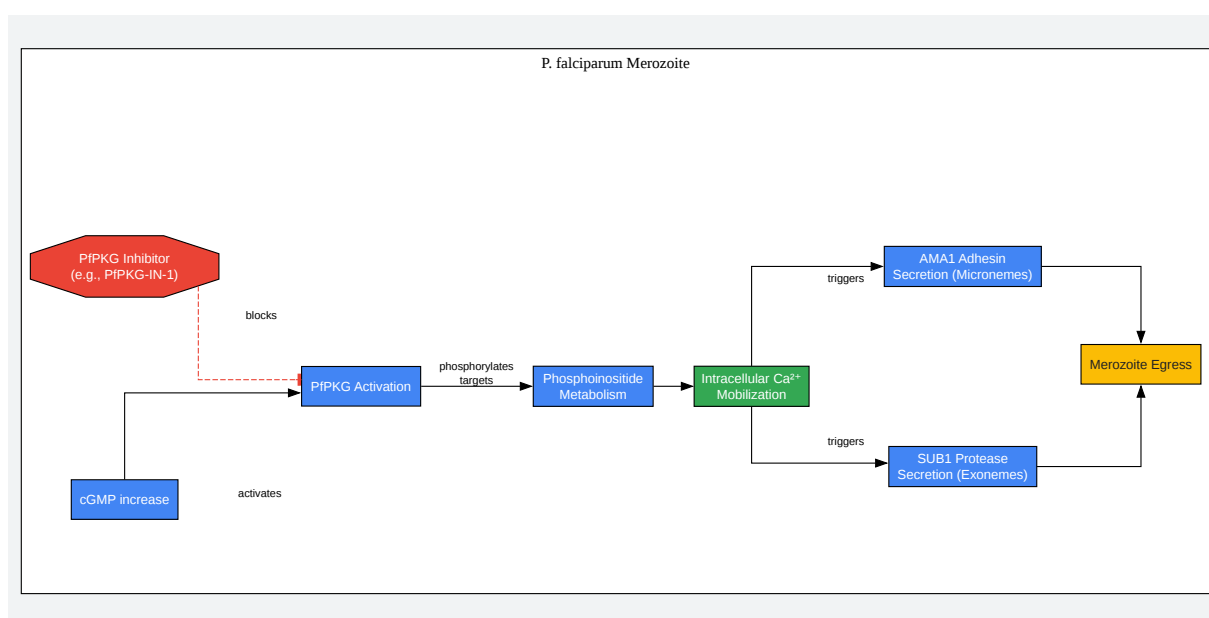 P. falciparum Merozoite
PfPKG Inhibitor
(e.g., PfPKG-IN-1)
blocks
cGMP increase
activates
PfPKG Activation
phosphorylates
targets
Phosphoinositide
Metabolism
Intracellular Ca²⁺
Mobilization
triggers
AMA1 Adhesin
Secretion (Micronemes)
triggers
SUB1 Protease
Secretion (Exonemes)
Merozoite Egress